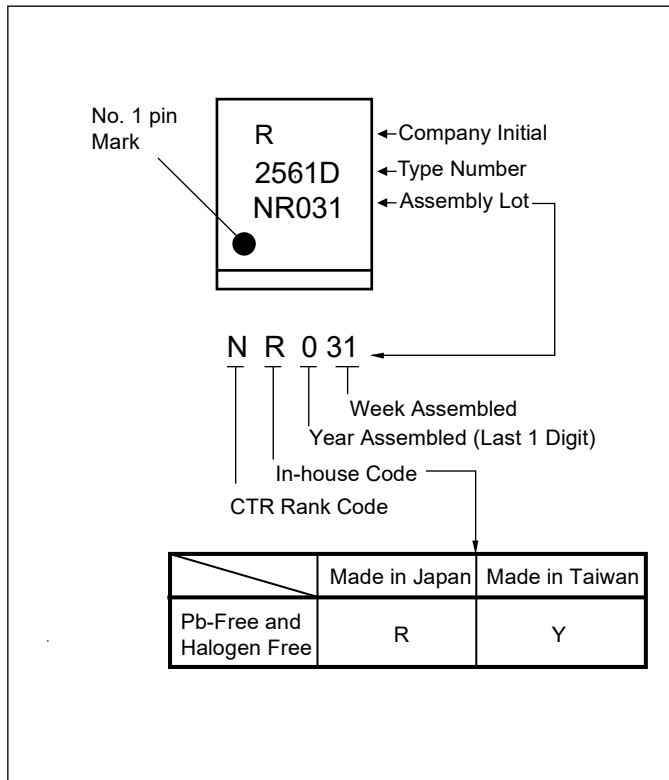 No. 1 pin
Mark
R
2561D
NR031
Company Initial
Type Number
Assembly Lot
N R 0 31
Week Assembled
Year Assembled (Last 1 Digit)
In-house Code
CTR Rank Code
Made in Japan Made in Taiwan
Pb-Free and
Halogen Free
R Y